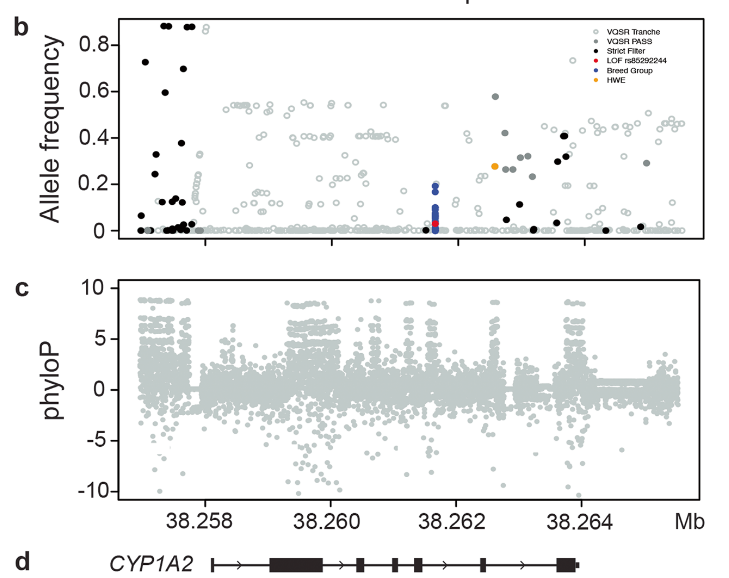 b
Allele frequency
0.8
0.6
0.4
0.2
0
VQSR Tranche
VQSR PASS
Strict Filter
LOF rs85292244
Breed Group
HWE
c
phyloP
10
5
0
-5
-10
38.258 38.260 38.262 38.264 Mb
d CYP1A2